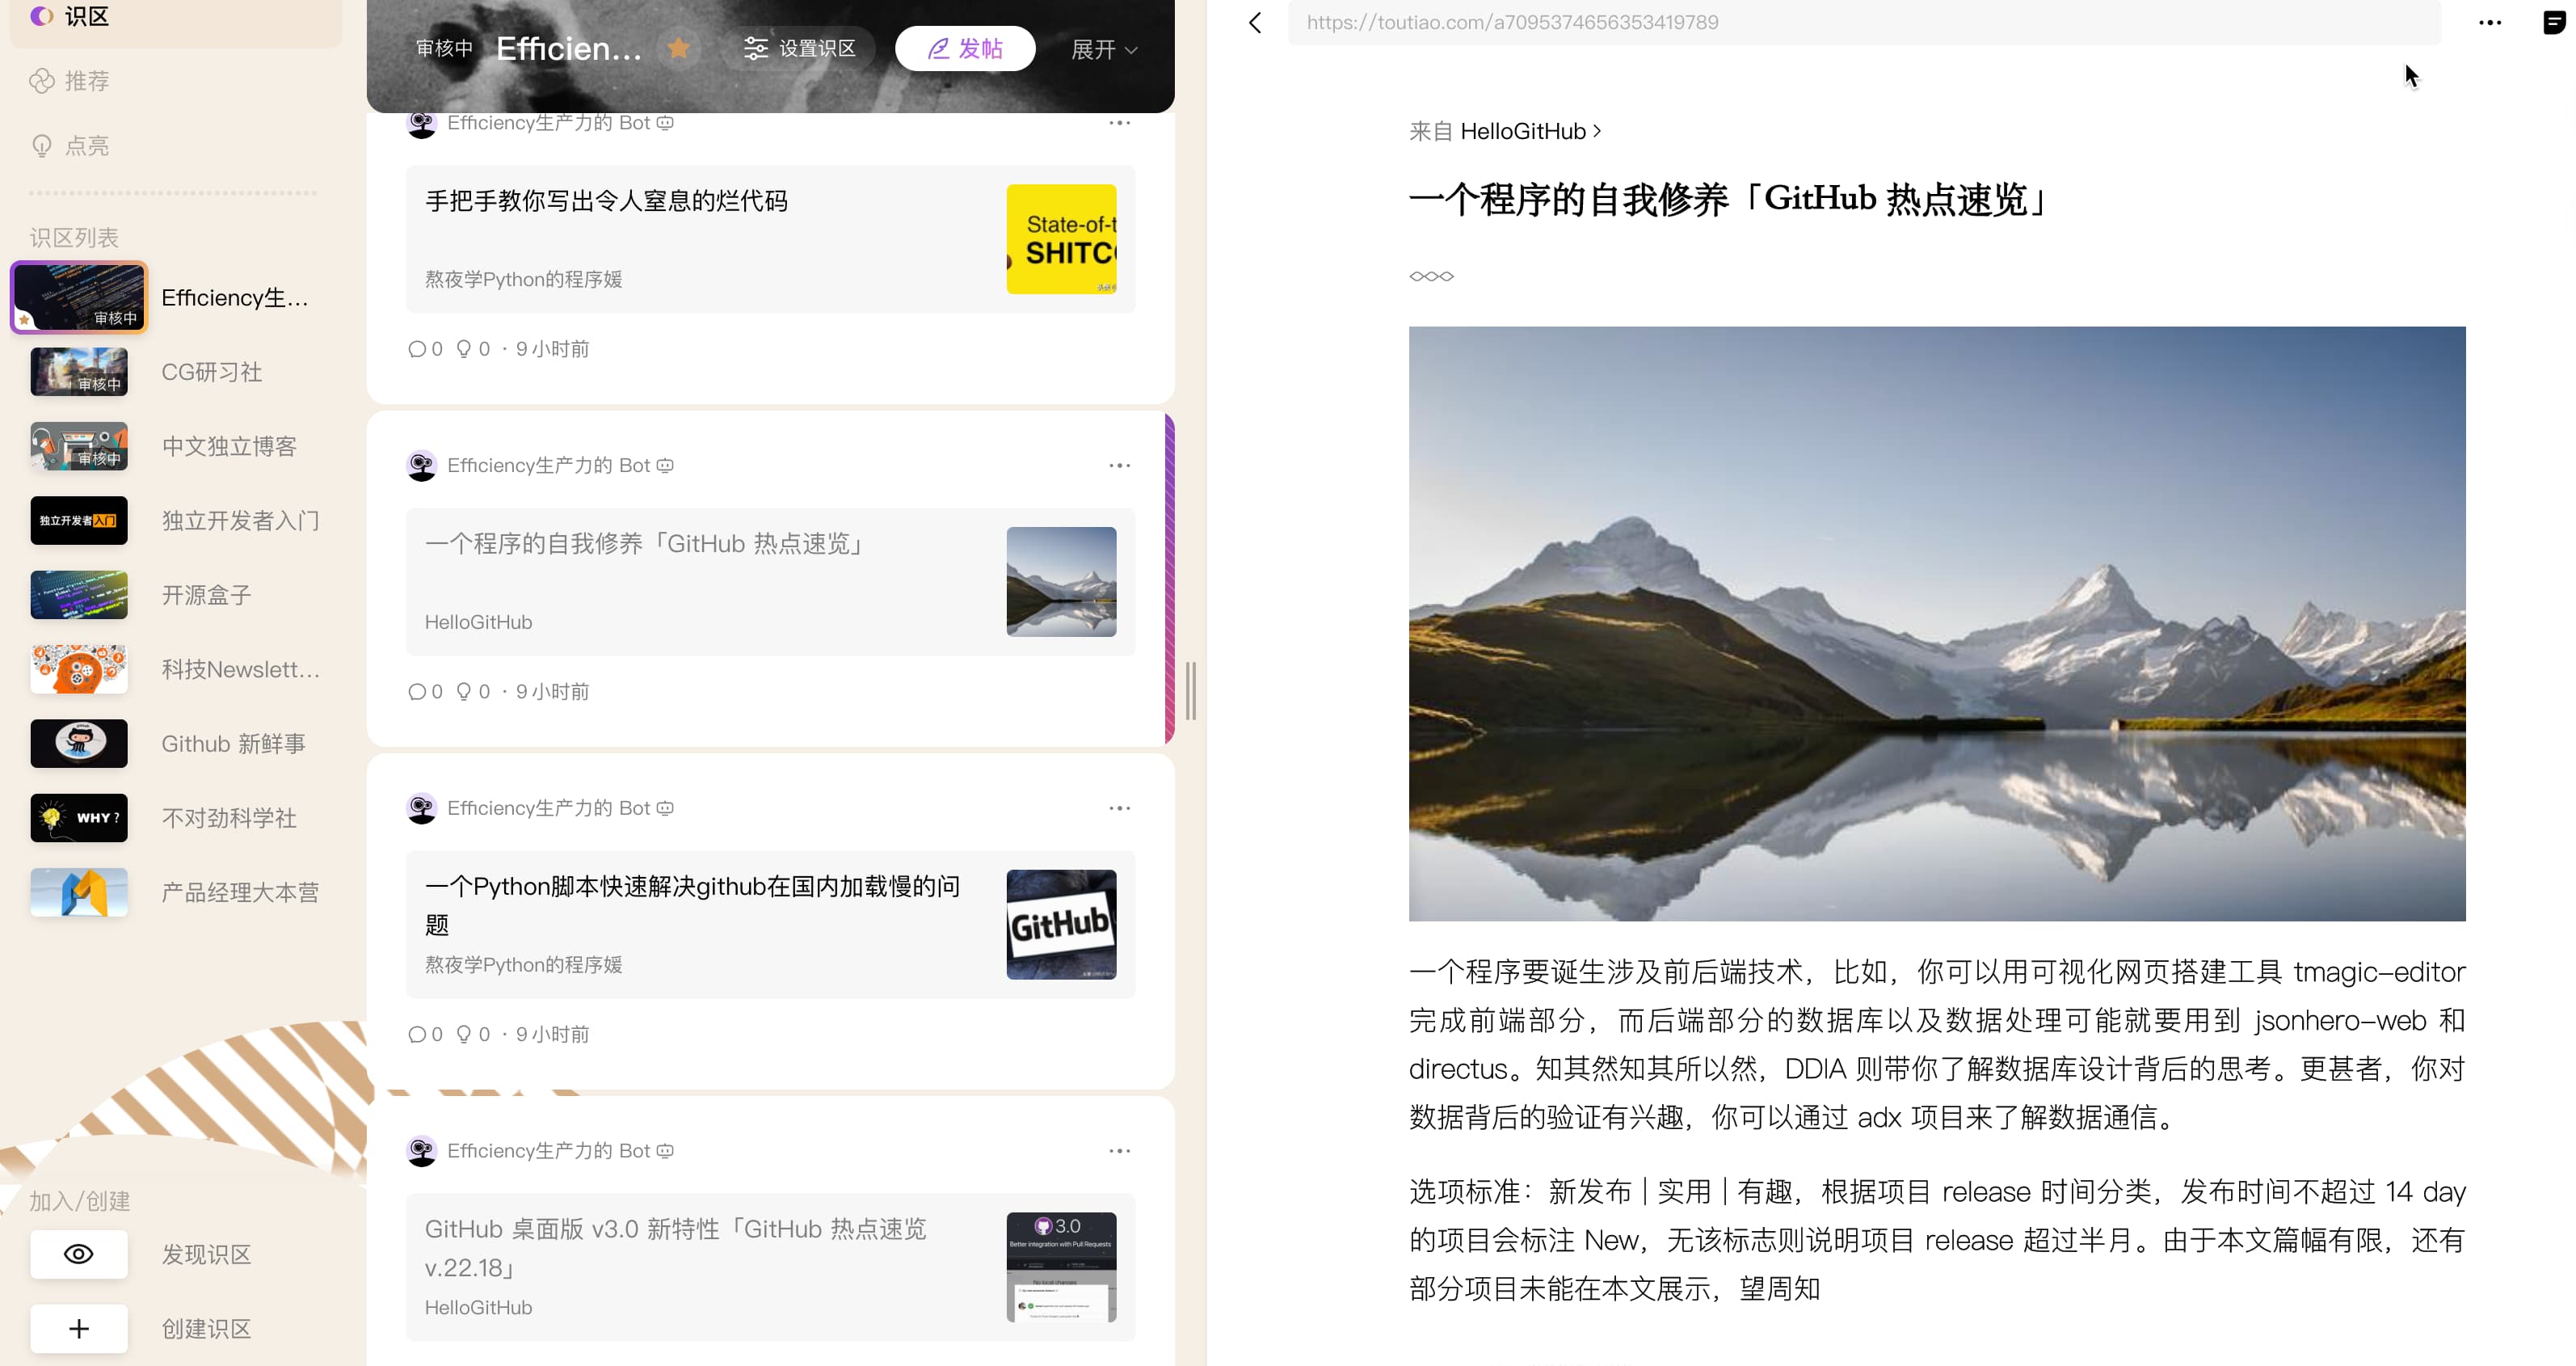 识区
推荐
点亮
识区列表
审核中
Efficiency生...
审核中
CG研习社
审核中
中文独立博客
独立开发者入门
独立开发者入门
开源盒子
科技Newslett...
Github 新鲜事
WHY ?
不对劲科学社
产品经理大本营
加入/创建
发现识区
创建识区
审核中 Efficien... 设置识区 发帖 展开
Efficiency生产力的 Bot
手把手教你写出令人窒息的烂代码
State-of-t
SHITC
熬夜学Python的程序媛
0 0 · 9 小时前
Efficiency生产力的 Bot
一个程序的自我修养「GitHub 热点速览」
HelloGitHub
0 0 · 9 小时前
Efficiency生产力的 Bot
一个Python脚本快速解决github在国内加载慢的问
题
GitHub
熬夜学Python的程序媛
0 0 · 9 小时前
Efficiency生产力的 Bot
GitHub 桌面版 v3.0 新特性「GitHub 热点速览
v.22.18」
3.0
Better integration with Pull Requests
No local changes
HelloGitHub
https://toutiao.com/a7095374656353419789
来自 HelloGitHub
一个程序的自我修养「GitHub 热点速览」
一个程序要诞生涉及前后端技术，比如，你可以用可视化网页搭建工具 tmagic-editor
完成前端部分，而后端部分的数据库以及数据处理可能就要用到 jsonhero-web 和
directus。知其然知其所以然，DDIA 则带你了解数据库设计背后的思考。更甚者，你对
数据背后的验证有兴趣，你可以通过 adx 项目来了解数据通信。
选项标准：新发布 | 实用 | 有趣，根据项目 release 时间分类，发布时间不超过 14 day
的项目会标注 New，无该标志则说明项目 release 超过半月。由于本文篇幅有限，还有
部分项目未能在本文展示，望周知